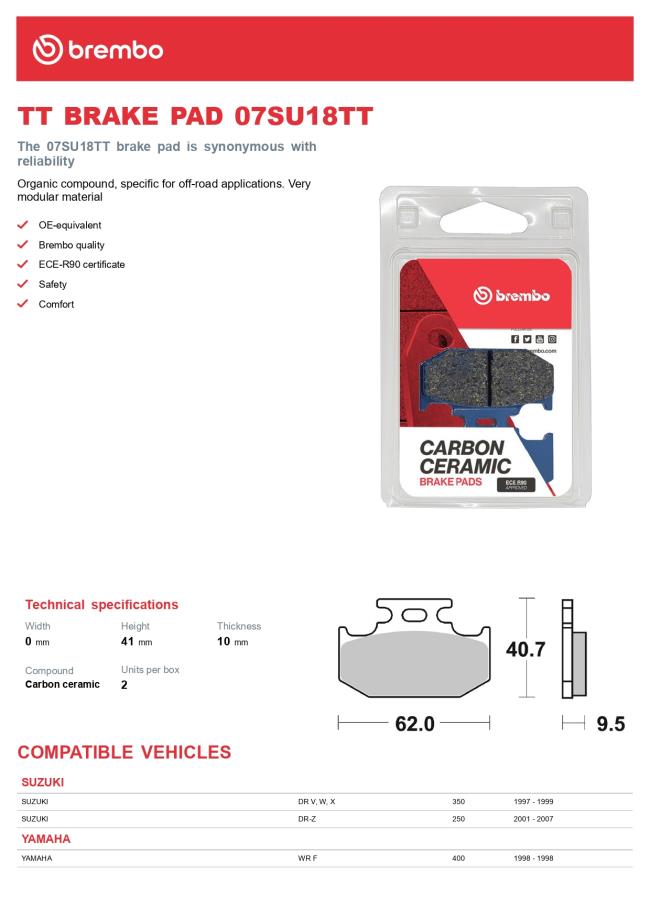 brembo
TT BRAKE PAD 07SU18TT
The 07SU18TT brake pad is synonymous with
reliability
Organic compound, specific for off-road applications. Very
modular material
OE-equivalent
Brembo quality
ECE-R90 certificate
Safety
Comfort
brembo
CARBON
CERAMIC
BRAKE PADS
ECE R90
APPROVED
Technical specifications
Width Height Thickness
0 mm 41 mm 10 mm
Compound Units per box
Carbon ceramic 2
40.7
62.0 9.5
COMPATIBLE VEHICLES
SUZUKI
SUZUKI DR V, W, X 350 1997 - 1999
SUZUKI DR-Z 250 2001 - 2007
YAMAHA
YAMAHA WR F 400 1998 - 1998